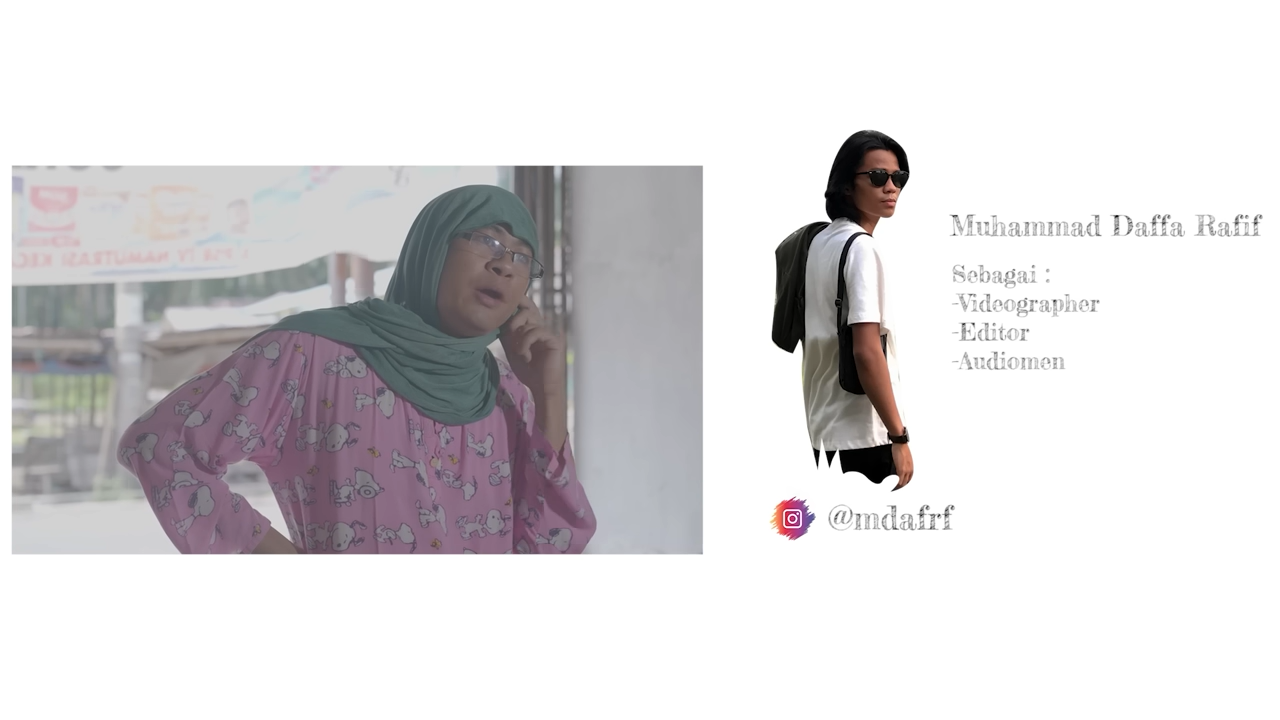 Muhammad Daffa Rafif
Sebagai :
-Videographer
-Editor
-Audiomen
@mdafrf